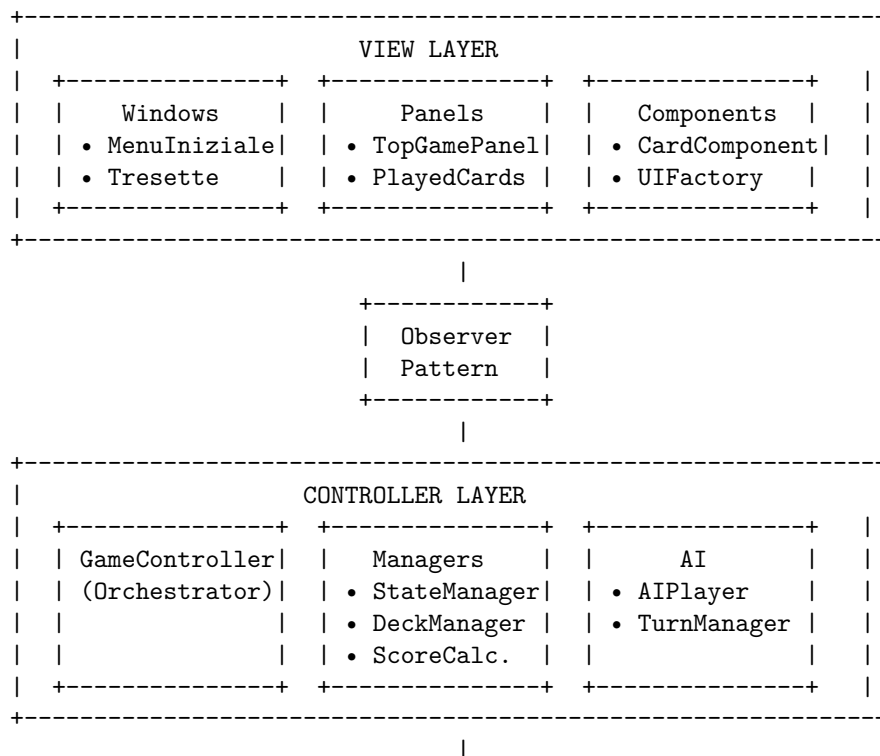 +---------------------------------------------------------------
|                         VIEW LAYER
|  +---------------+  +---------------+  +---------------+   |
|  |    Windows    |  |    Panels     |  |   Components  |   |
|  | • MenuIniziale|  | • TopGamePanel|  | • CardComponent|  |
|  | • Tresette    |  | • PlayedCards |  | • UIFactory   |   |
|  +---------------+  +---------------+  +---------------+   |
+---------------------------------------------------------------
|
+------------+
|  Observer  |
|  Pattern   |
+------------+
|
+---------------------------------------------------------------
|                     CONTROLLER LAYER
|  +---------------+  +---------------+  +---------------+   |
|  | GameController|  |   Managers    |  |      AI       |   |
|  | (Orchestrator)|  | • StateManager|  | • AIPlayer    |   |
|  |               |  | • DeckManager |  | • TurnManager |   |
|  |               |  | • ScoreCalc.  |  |               |   |
|  +---------------+  +---------------+  +---------------+   |
+---------------------------------------------------------------
|